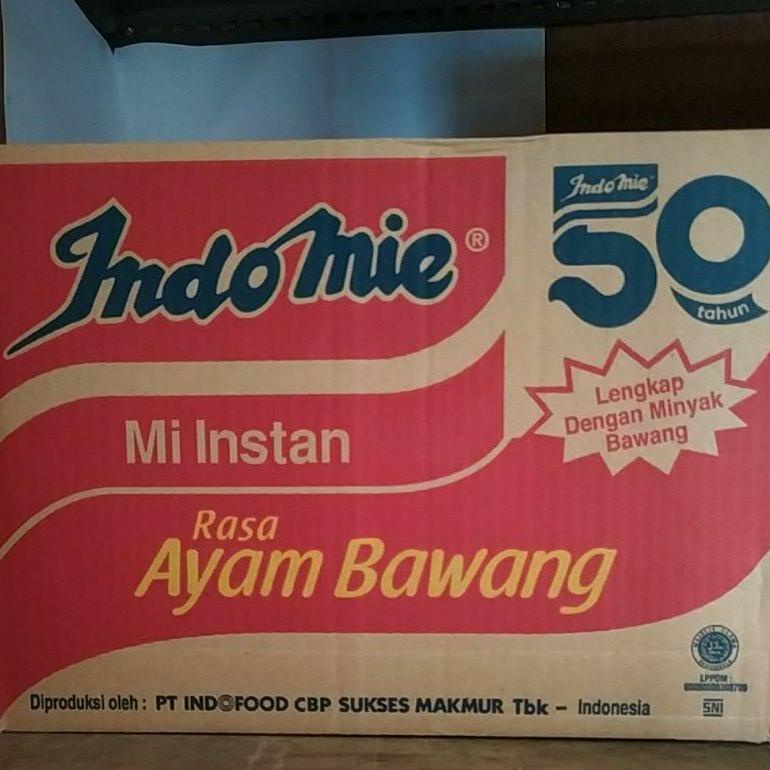 Indomie®
Indomie
50
tahun
Lengkap
Dengan Minyak
Bawang
Mi Instan
Rasa
Ayam Bawang
LPPOM :
SNI
Diproduksi oleh : PT INDOFOOD CBP SUKSES MAKMUR Tbk – Indonesia